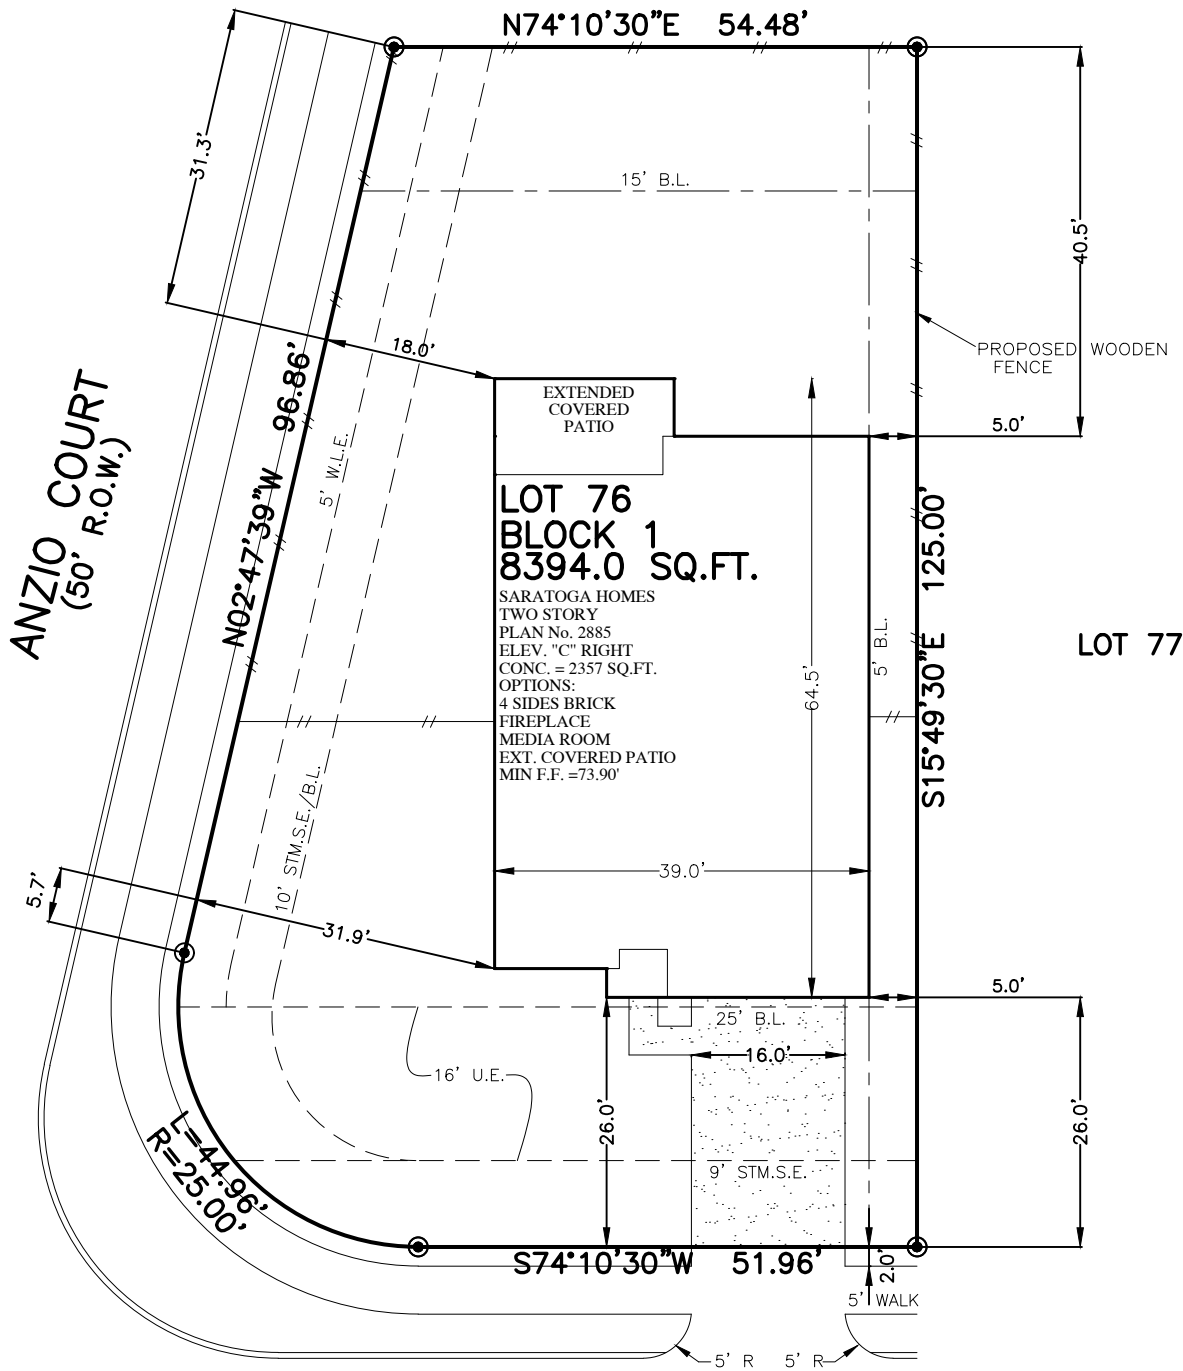 N74°10'30"E 54.48'
31.3'
15' B.L.
40.5'
PROPOSED WOODEN
FENCE
18.0'
96.86'
N02°47'39"W
ANZIO COURT
(50' R.O.W.)
5' W.L.E.
EXTENDED
COVERED
PATIO
5.0'
LOT 76
BLOCK 1
8394.0 SQ.FT.
SARATOGA HOMES
TWO STORY
PLAN No. 2885
ELEV. "C" RIGHT
CONC. = 2357 SQ.FT.
OPTIONS:
4 SIDES BRICK
FIREPLACE
MEDIA ROOM
EXT. COVERED PATIO
MIN F.F. =73.90'
64.5'
5' B.L.
S15°49'30"E 125.00'
LOT 77
10' STM.S.E./B.L.
39.0'
5.7'
31.9'
5.0'
25' B.L.
16.0'
16' U.E.
26.0'
26.0'
9' STM.S.E.
L=44.96'
R=25.00'
S74°10'30"W 51.96'
2.0'
5' WALK
5' R 5' R